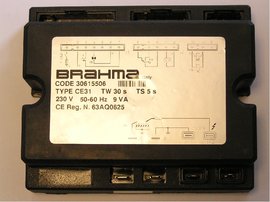 BRAHMA
CODE 30615506
TYPE CE31 TW 30 s TS 5 s
230 V 50-60 Hz 9 VA
CE Reg. N. 63AQ0625